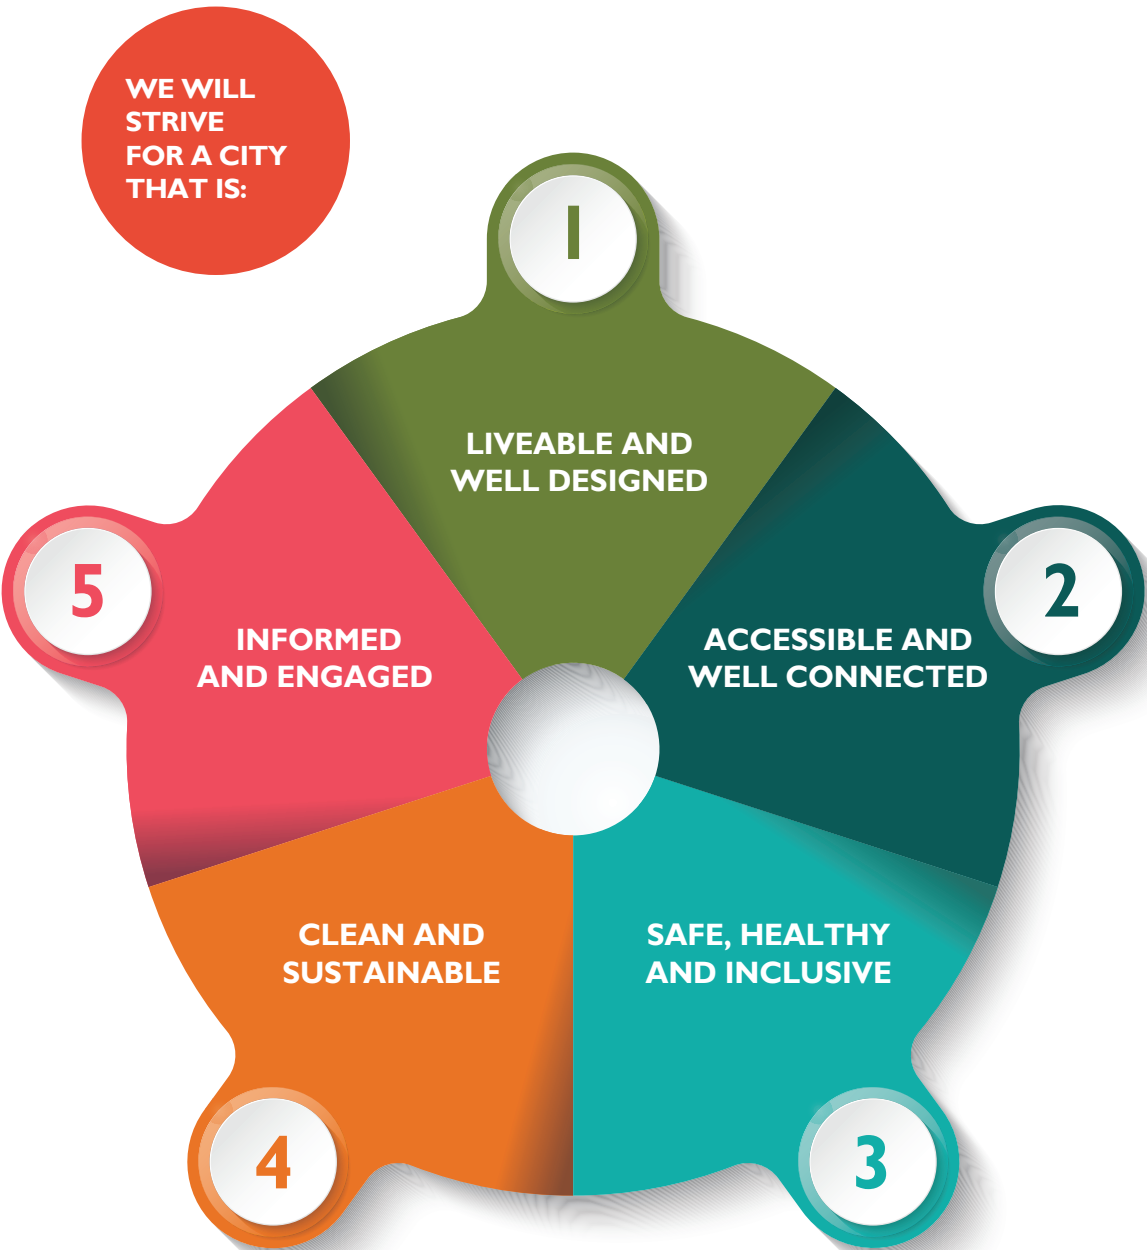 WE WILL
STRIVE
FOR A CITY
THAT IS:
1
LIVEABLE AND
WELL DESIGNED
2
ACCESSIBLE AND
WELL CONNECTED
3
SAFE, HEALTHY
AND INCLUSIVE
4
CLEAN AND
SUSTAINABLE
5
INFORMED
AND ENGAGED